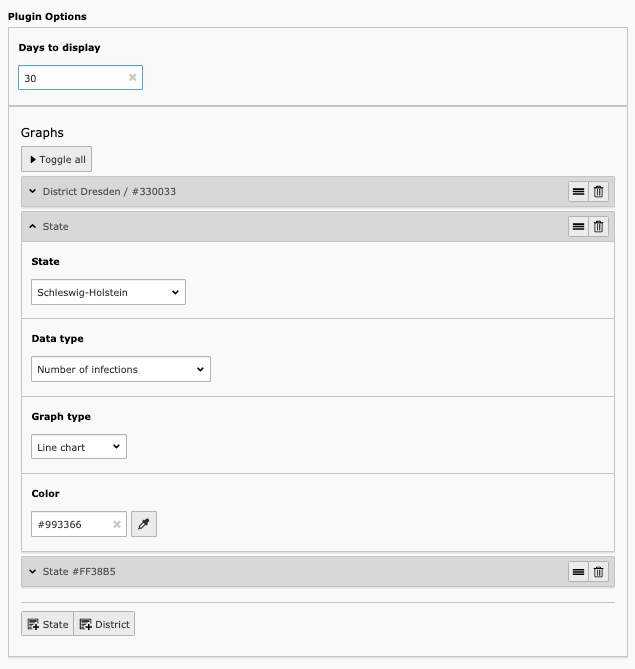 Plugin Options
Days to display
30
Graphs
Toggle all
District Dresden / #330033
State
State
Schleswig-Holstein
Data type
Number of infections
Graph type
Line chart
Color
#993366
State #FF38B5
State District